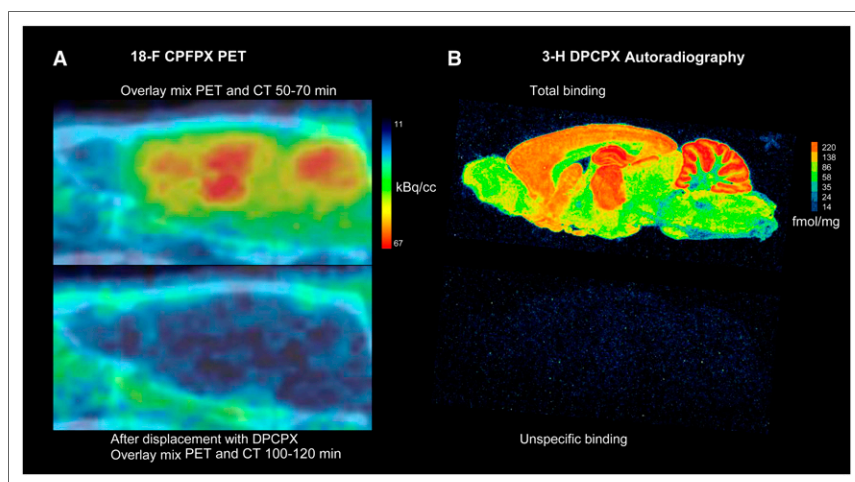 A
18-F CPFPX PET
Overlay mix PET and CT 50-70 min
11
kBq/cc
67
After displacement with DPCPX
Overlay mix PET and CT 100-120 min
B
3-H DPCPX Autoradiography
Total binding
220
138
86
58
35
24
14
fmol/mg
Unspecific binding